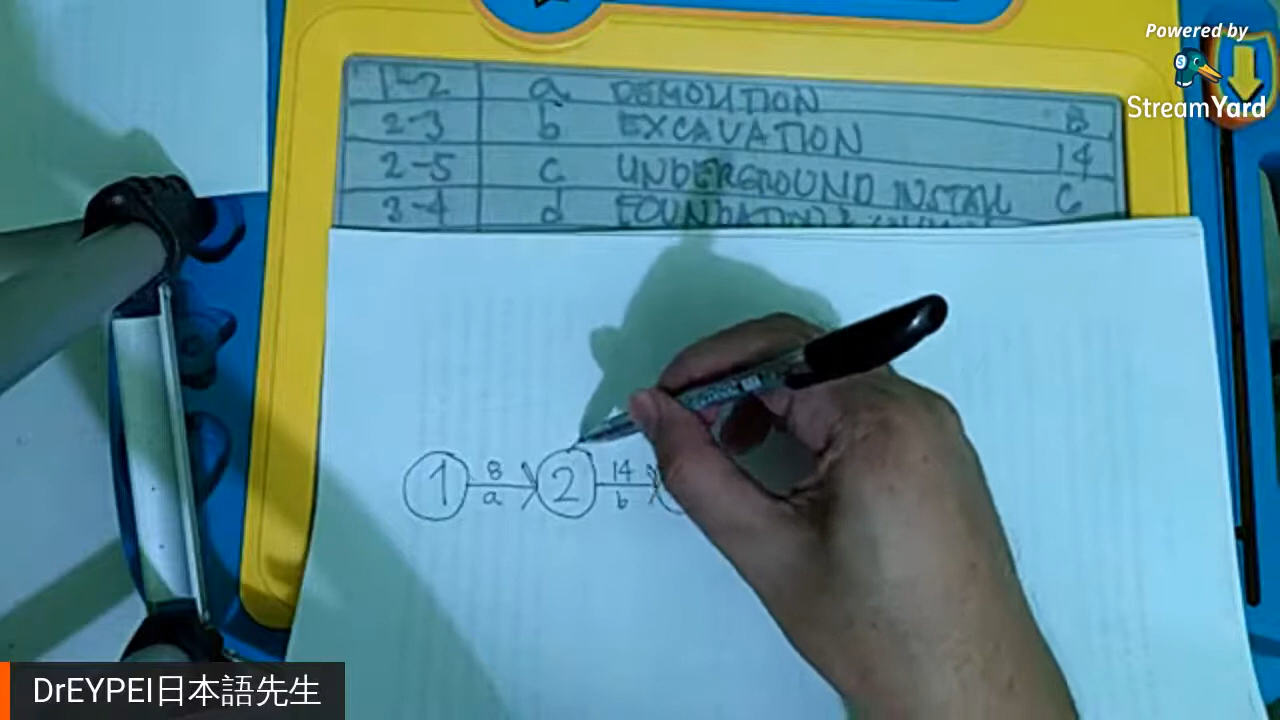 Powered by
StreamYard
1-2 a DEMOLITION 8
2-3 b EXCAVATION 14
2-5 c UNDERGROUND INSTALL 6
3-4 d FOUNDATION
8 14
1 2
a b
DrEYPEI日本語先生